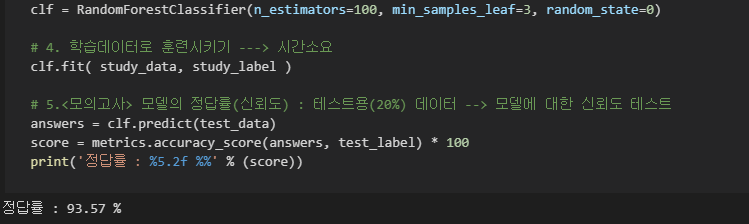 clf = RandomForestClassifier(n_estimators=100, min_samples_leaf=3, random_state=0)
# 4. 학습데이터로 훈련시키기 ---> 시간소요
clf.fit( study_data, study_label )
# 5.<모의고사> 모델의 정답률(신뢰도) : 테스트용(20%) 데이터 --> 모델에 대한 신뢰도 테스트
answers = clf.predict(test_data)
score = metrics.accuracy_score(answers, test_label) * 100
print('정답률 : %5.2f %%' % (score))
정답률 : 93.57 %